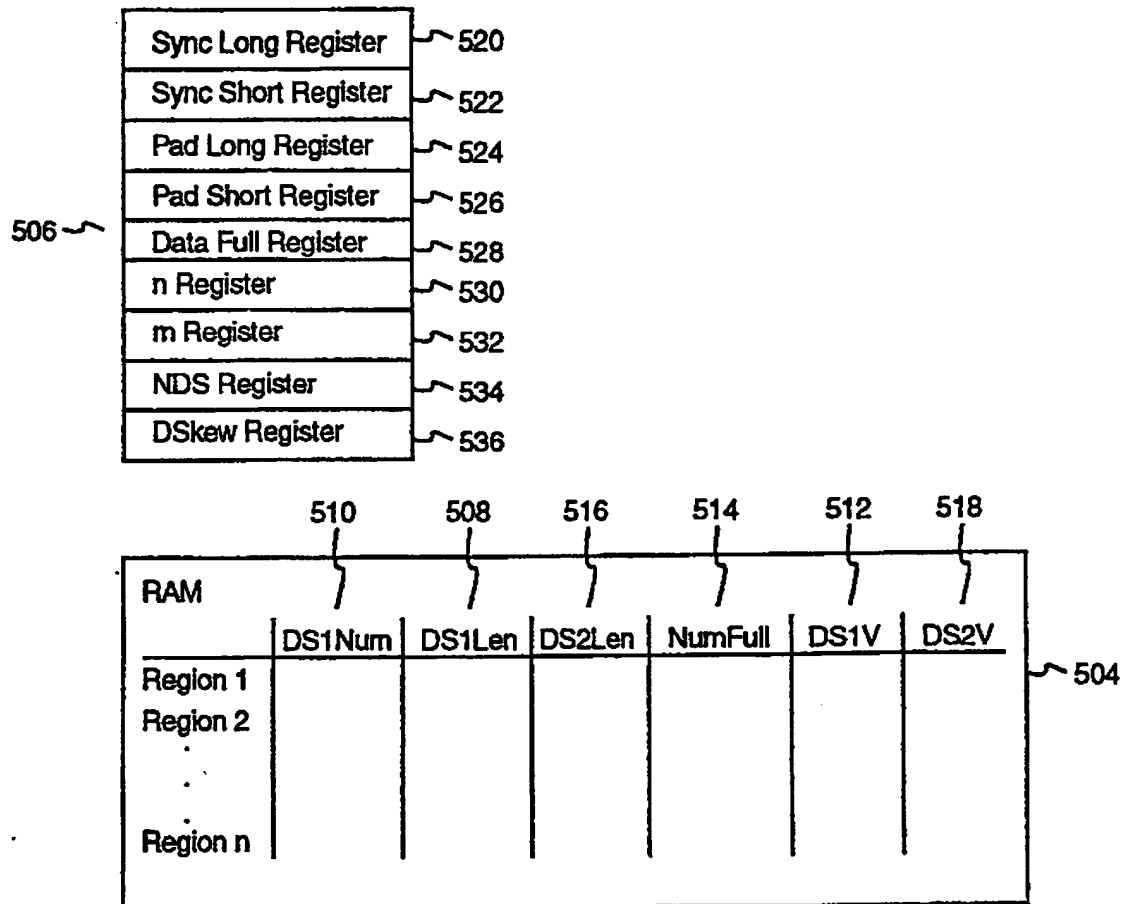 Sync Long Register 520
Sync Short Register 522
Pad Long Register 524
Pad Short Register 526
506
Data Full Register 528
n Register 530
m Register 532
NDS Register 534
DSkew Register 536
510 508 516 514 512 518
RAM
DS1Num DS1Len DS2Len NumFull DS1V DS2V
Region 1
504
Region 2
.
.
.
Region n